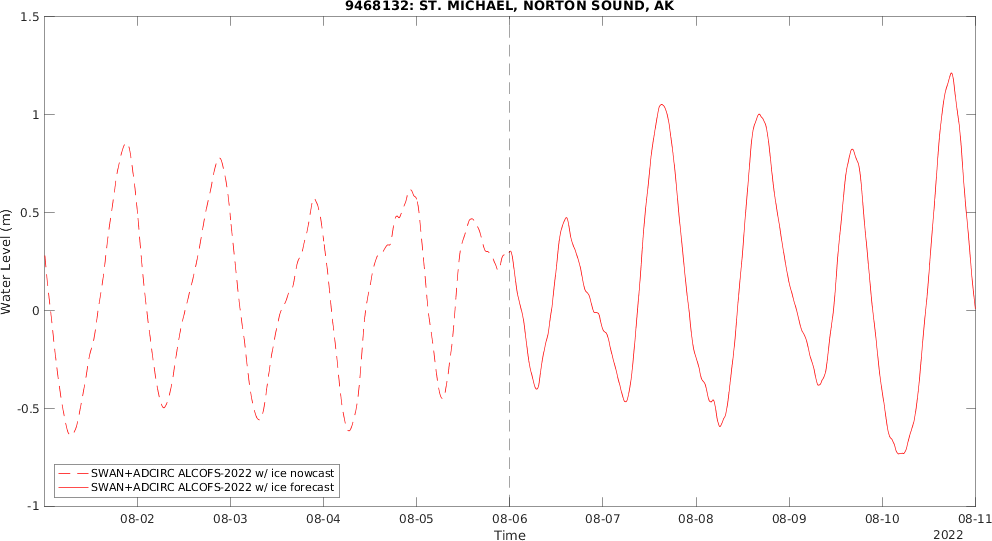 9468132: ST. MICHAEL, NORTON SOUND, AK
1.5
1
0.5
0
-0.5
-1
Water Level (m)
SWAN+ADCIRC ALCOFS-2022 w/ ice nowcast
SWAN+ADCIRC ALCOFS-2022 w/ ice forecast
08-02 08-03 08-04 08-05 08-06 08-07 08-08 08-09 08-10 08-11
Time
2022